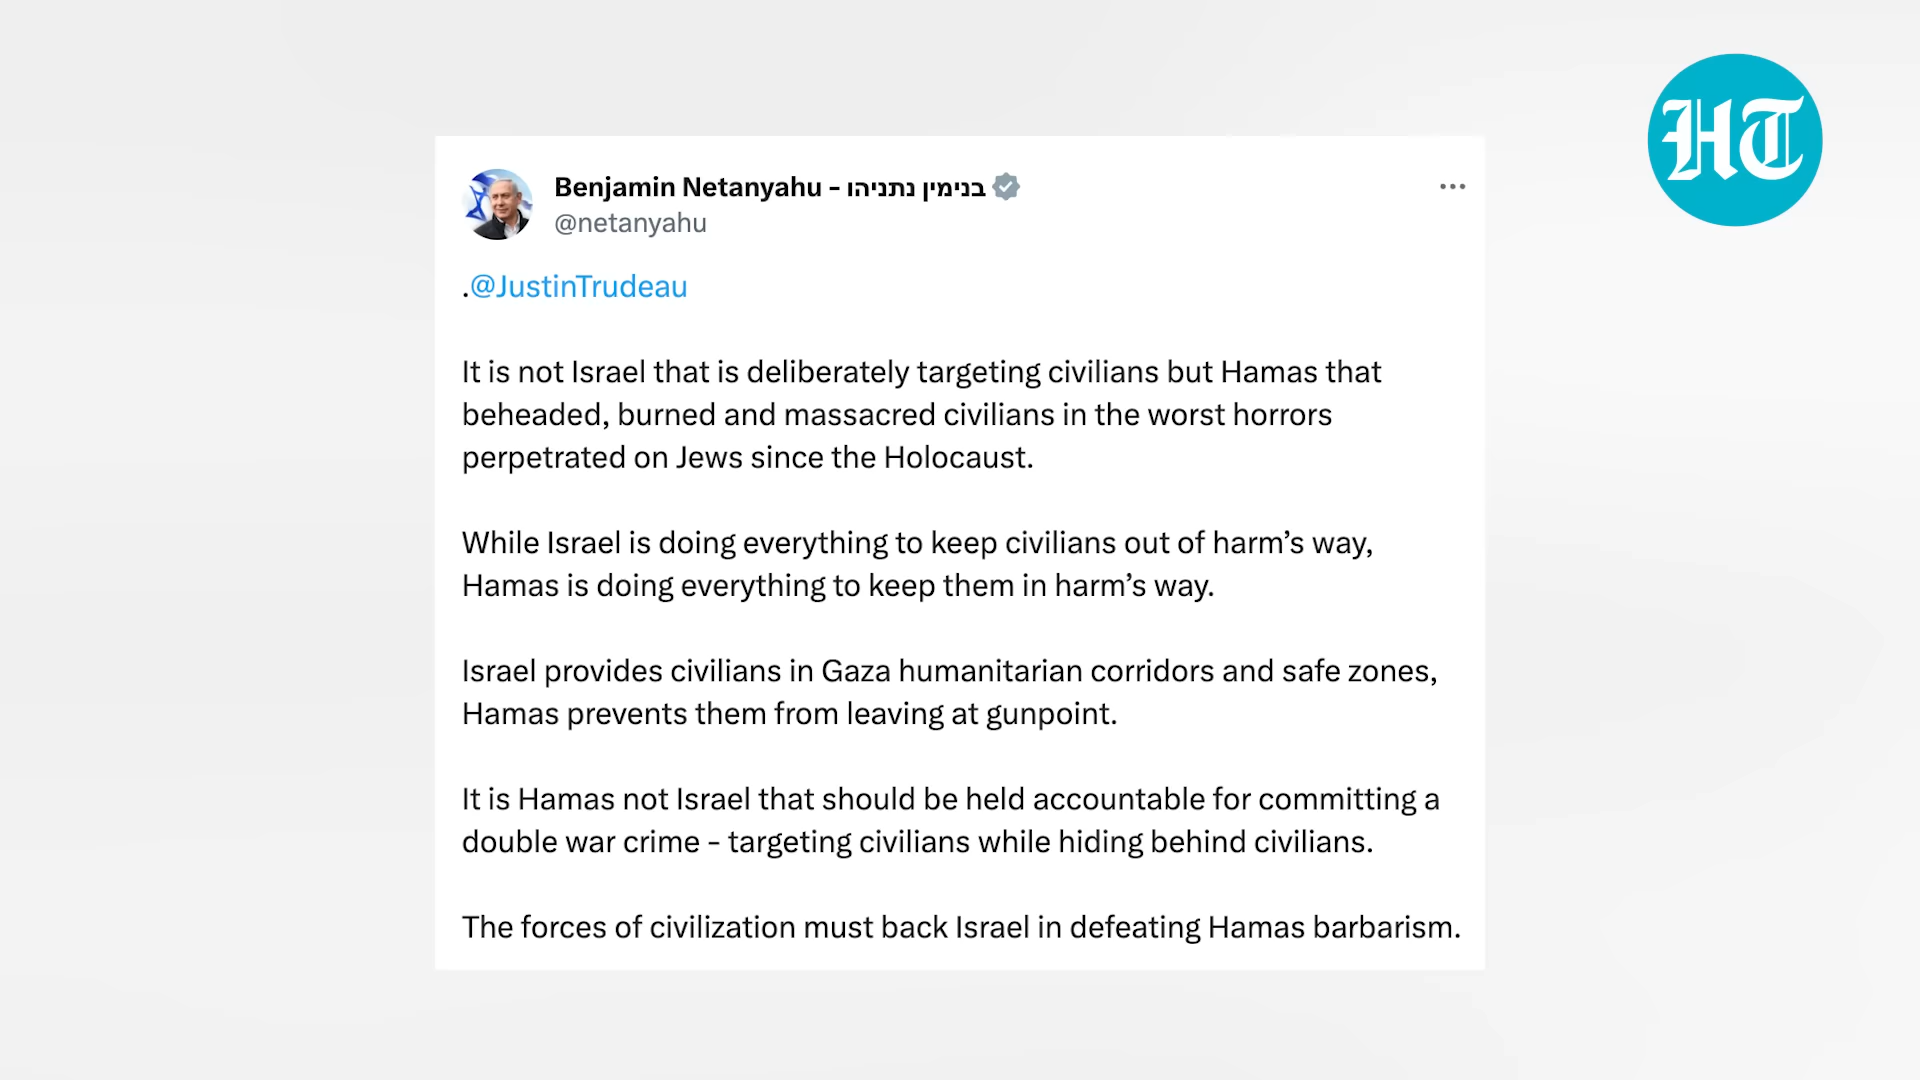 Benjamin Netanyahu - בנימין נתניהו
@netanyahu
HT
.@JustinTrudeau
It is not Israel that is deliberately targeting civilians but Hamas that
beheaded, burned and massacred civilians in the worst horrors
perpetrated on Jews since the Holocaust.
While Israel is doing everything to keep civilians out of harm’s way,
Hamas is doing everything to keep them in harm’s way.
Israel provides civilians in Gaza humanitarian corridors and safe zones,
Hamas prevents them from leaving at gunpoint.
It is Hamas not Israel that should be held accountable for committing a
double war crime - targeting civilians while hiding behind civilians.
The forces of civilization must back Israel in defeating Hamas barbarism.